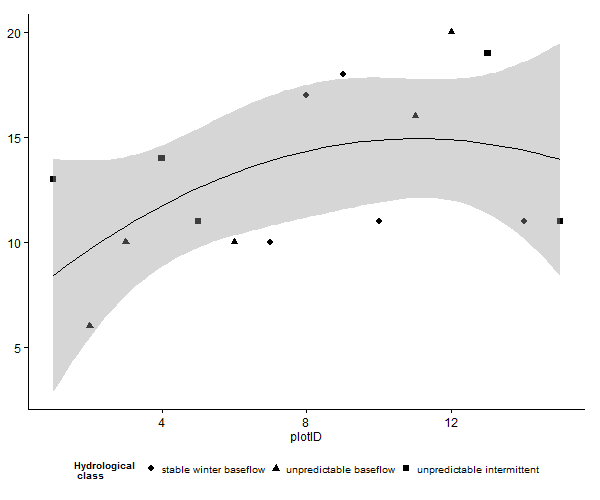 20
15
10
5
4 8 12
plotID
Hydrological
class
stable winter baseflow unpredictable baseflow unpredictable intermittent